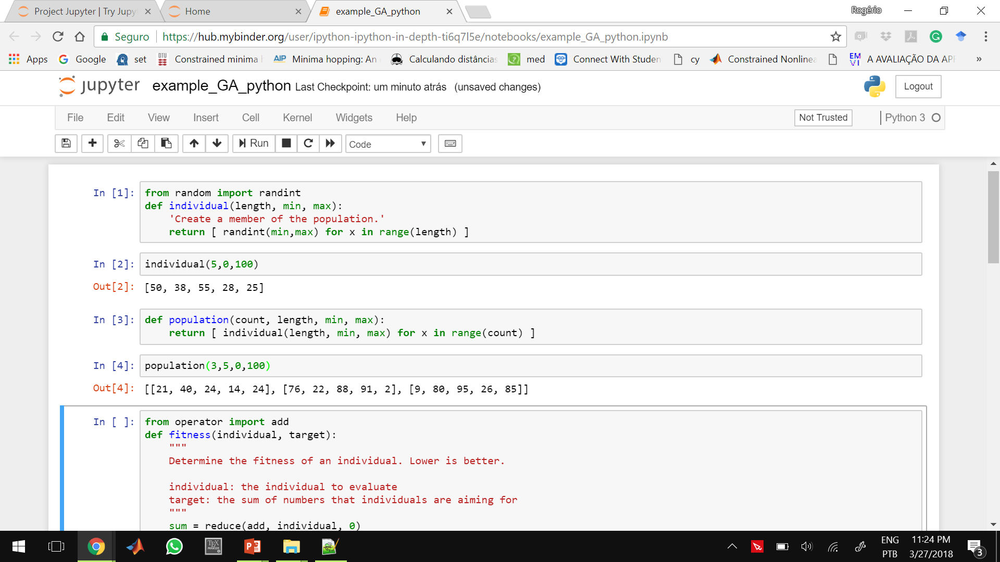 Project Jupyter | Try Jupy
Home
example_GA_python
Rogério
Seguro
https://hub.mybinder.org/user/ipython-ipython-in-depth-ti6q7l5e/notebooks/example_GA_python.ipynb
Apps Google set Constrained minima AIP Minima hopping: An Calculando distâncias med Connect With Studen cy Constrained Nonlinea EM VI A AVALIAÇÃO DA APR »
jupyter example_GA_python Last Checkpoint: um minuto atrás (unsaved changes)
Logout
File Edit View Insert Cell Kernel Widgets Help
Not Trusted
Python 3
Run
Code
In [1]: from random import randint
def individual(length, min, max):
'Create a member of the population.'
return [ randint(min,max) for x in range(length) ]
In [2]: individual(5,0,100)
Out[2]: [50, 38, 55, 28, 25]
In [3]: def population(count, length, min, max):
return [ individual(length, min, max) for x in range(count) ]
In [4]: population(3,5,0,100)
Out[4]: [[21, 40, 24, 14, 24], [76, 22, 88, 91, 2], [9, 80, 95, 26, 85]]
In [ ]: from operator import add
def fitness(individual, target):
"""
Determine the fitness of an individual. Lower is better.
individual: the individual to evaluate
target: the sum of numbers that individuals are aiming for
"""
sum = reduce(add, individual, 0)
ENG
PTB
11:24 PM
3/27/2018
3